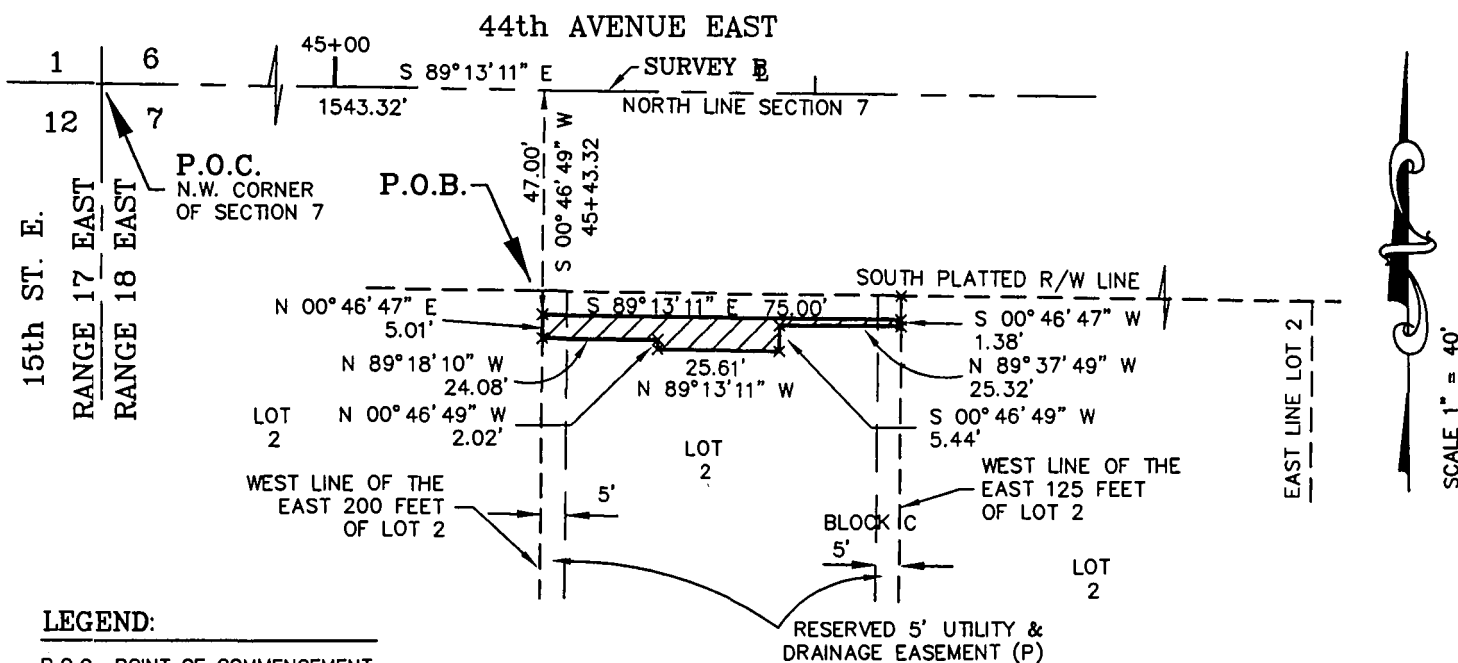 44th AVENUE EAST
1
6
12
7
45+00
S 89°13'11" E
1543.32'
SURVEY
NORTH LINE SECTION 7
P.O.C.
N.W. CORNER
OF SECTION 7
15th ST. E.
RANGE 17 EAST
RANGE 18 EAST
P.O.B.
47.00'
S 00°46'49" W
45+43.32
SOUTH PLATTED R/W LINE
S 89°13'11" E 75.00'
N 00°46'47" E
5.01'
N 89°18'10" W
24.08'
N 00°46'49" W
2.02'
25.61'
N 89°13'11" W
S 00°46'47" W
1.38'
N 89°37'49" W
25.32'
S 00°46'49" W
5.44'
LOT
2
LOT
2
WEST LINE OF THE
EAST 200 FEET
OF LOT 2
5'
WEST LINE OF THE
EAST 125 FEET
OF LOT 2
BLOCK C
5'
LOT
2
EAST LINE LOT 2
SCALE 1" = 40'
RESERVED 5' UTILITY &
DRAINAGE EASEMENT (P)
LEGEND:
P.O.C. POINT OF COMMENCEMENT